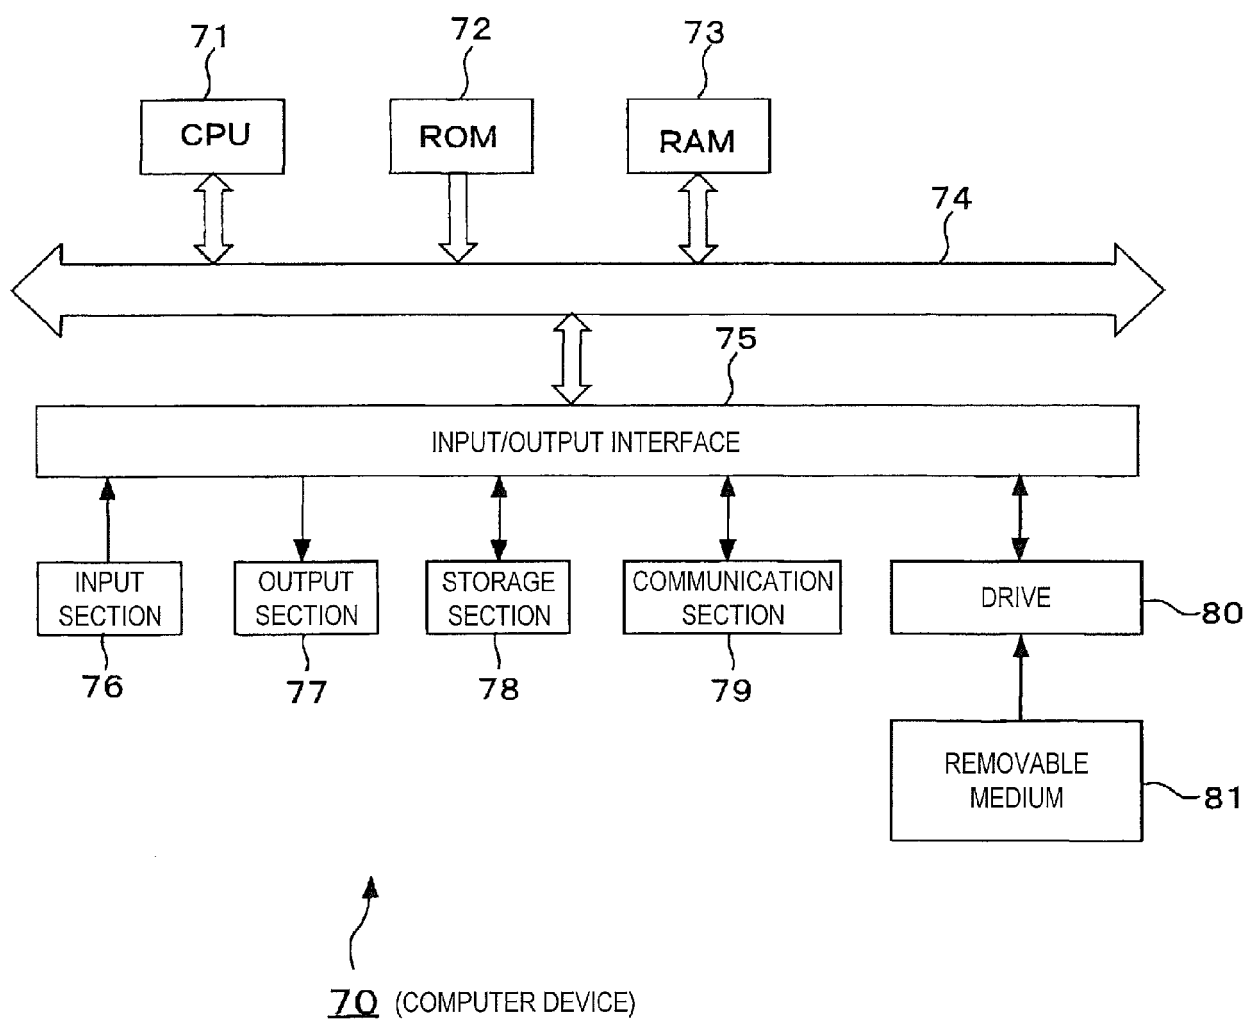 71
72
73
CPU
ROM
RAM
74
75
INPUT/OUTPUT INTERFACE
INPUT
SECTION
OUTPUT
SECTION
STORAGE
SECTION
COMMUNICATION
SECTION
DRIVE
80
76
77
78
79
REMOVABLE
MEDIUM
81
70 (COMPUTER DEVICE)